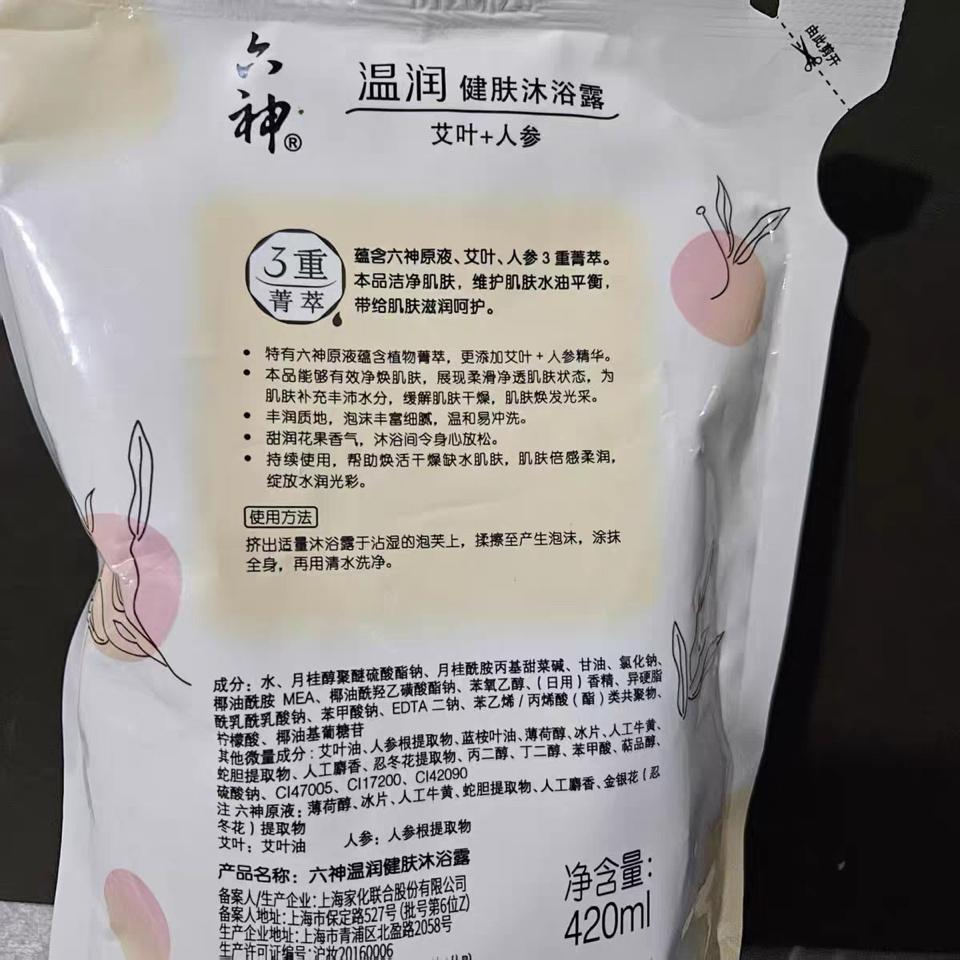 由此剪开
六神®
温润 健肤沐浴露
艾叶+人参
3重
菁萃
蕴含六神原液、艾叶、人参3重菁萃。
本品洁净肌肤，维护肌肤水油平衡，
带给肌肤滋润呵护。
• 特有六神原液蕴含植物菁萃，更添加艾叶+人参精华。
• 本品能够有效净焕肌肤，展现柔滑净透肌肤状态，为
肌肤补充丰沛水分，缓解肌肤干燥，肌肤焕发光采。
• 丰润质地，泡沫丰富细腻，温和易冲洗。
• 甜润花果香气，沐浴间令身心放松。
• 持续使用，帮助焕活干燥缺水肌肤，肌肤倍感柔润，
绽放水润光彩。
使用方法
挤出适量沐浴露于沾湿的泡芙上，揉擦至产生泡沫，涂抹
全身，再用清水洗净。
成分：水、月桂醇聚醚硫酸酯钠、月桂酰胺丙基甜菜碱、甘油、氯化钠、
椰油酰胺 MEA、椰油酰羟乙磺酸酯钠、苯氧乙醇、（日用）香精、异硬脂
酰乳酰乳酸钠、苯甲酸钠、EDTA 二钠、苯乙烯/丙烯酸（酯）类共聚物、
柠檬酸、椰油基葡糖苷
其他微量成分：艾叶油、人参根提取物、蓝桉叶油、薄荷醇、冰片、人工牛黄、
蛇胆提取物、人工麝香、忍冬花提取物、丙二醇、丁二醇、苯甲酸、萜品醇、
硫酸钠、CI47005、CI17200、CI42090
注 六神原液：薄荷醇、冰片、人工牛黄、蛇胆提取物、人工麝香、金银花（忍
冬花）提取物
艾叶：艾叶油 人参：人参根提取物
产品名称：六神温润健肤沐浴露
备案人/生产企业：上海家化联合股份有限公司
备案人地址：上海市保定路527号（批号第6位Z）
生产企业地址：上海市青浦区北盈路2058号
生产许可证编号：沪妆20160006
净含量：
420ml